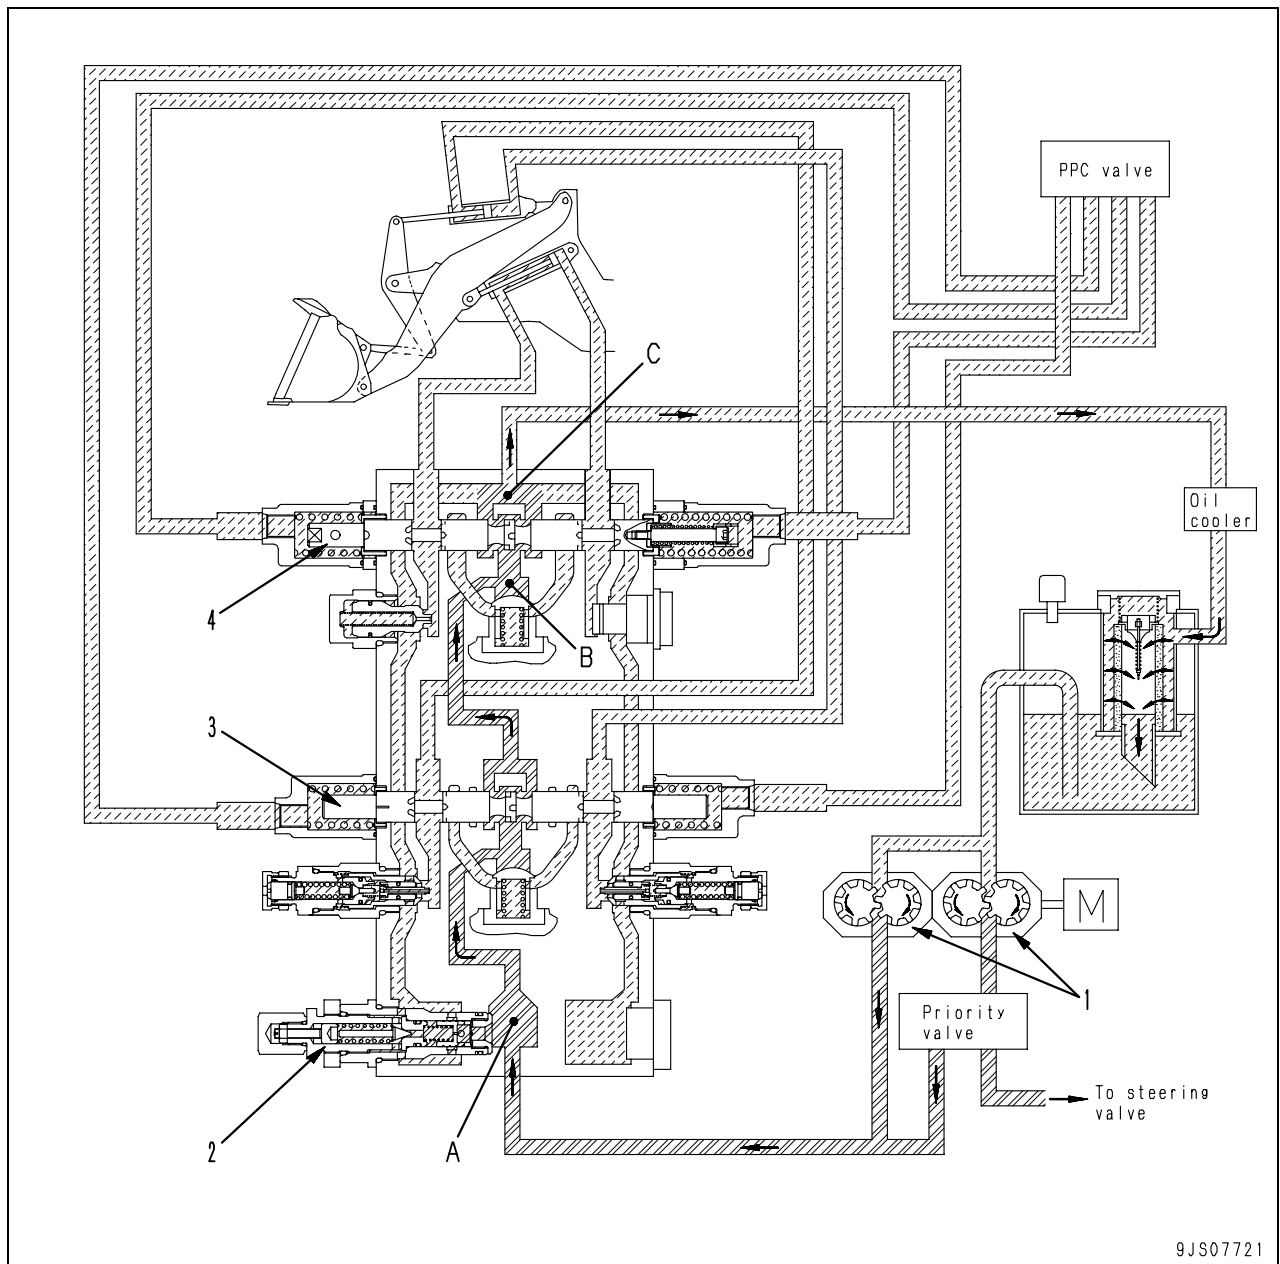 PPC valve
C
Oil
cooler
4
B
3
M
1
Priority
valve
To steering
valve
2
A
9JS07721